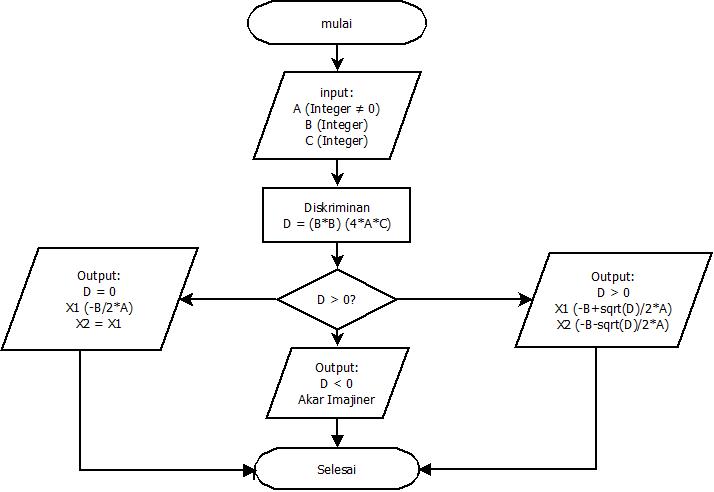 mulai
input:
A (Integer ≠ 0)
B (Integer)
C (Integer)
Diskriminan
D = (B*B) (4*A*C)
D > 0?
Output:
D = 0
X1 (-B/2*A)
X2 = X1
Output:
D > 0
X1 (-B+sqrt(D)/2*A)
X2 (-B-sqrt(D)/2*A)
Output:
D < 0
Akar Imajiner
Selesai